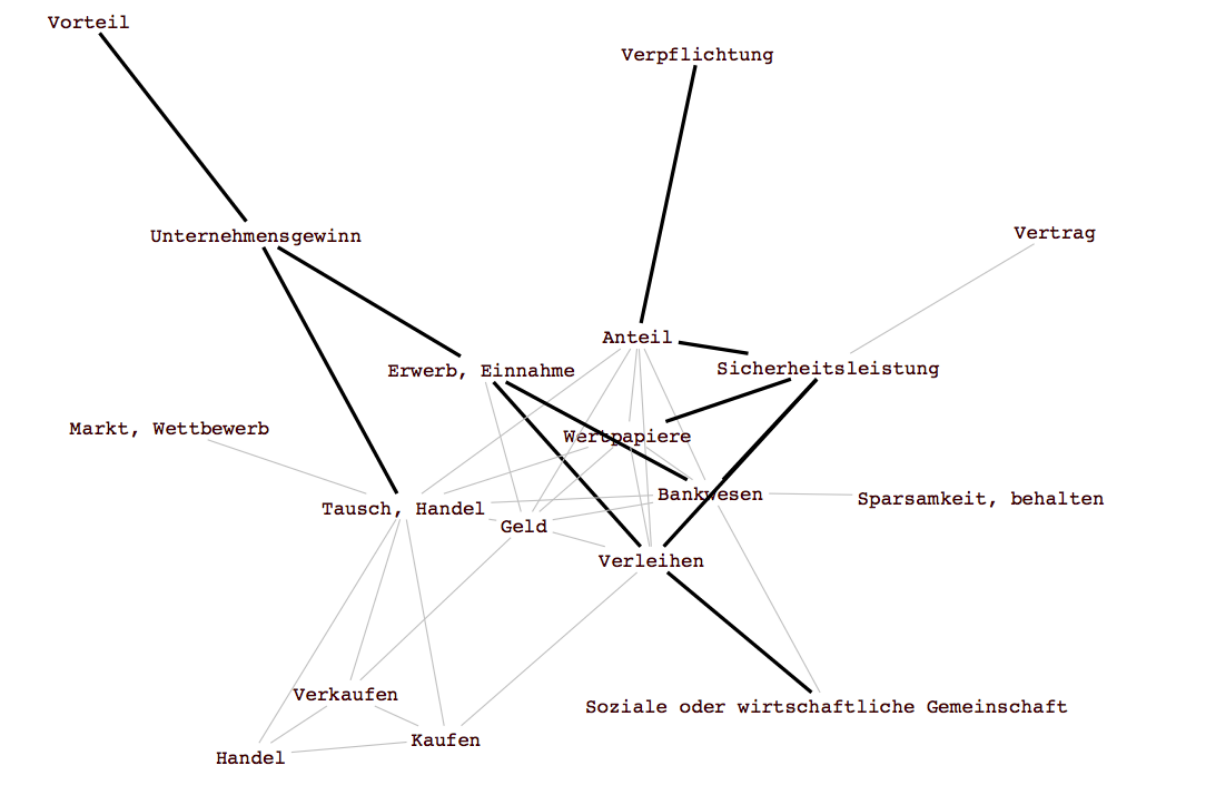 Vorteil
Verpflichtung
Unternehmensgewinn
Vertrag
Anteil
Erwerb, Einnahme
Sicherheitsleistung
Markt, Wettbewerb
Wertpapiere
Bankwesen
Sparsamkeit, behalten
Tausch, Handel
Geld
Verleihen
Verkaufen
Soziale oder wirtschaftliche Gemeinschaft
Kaufen
Handel